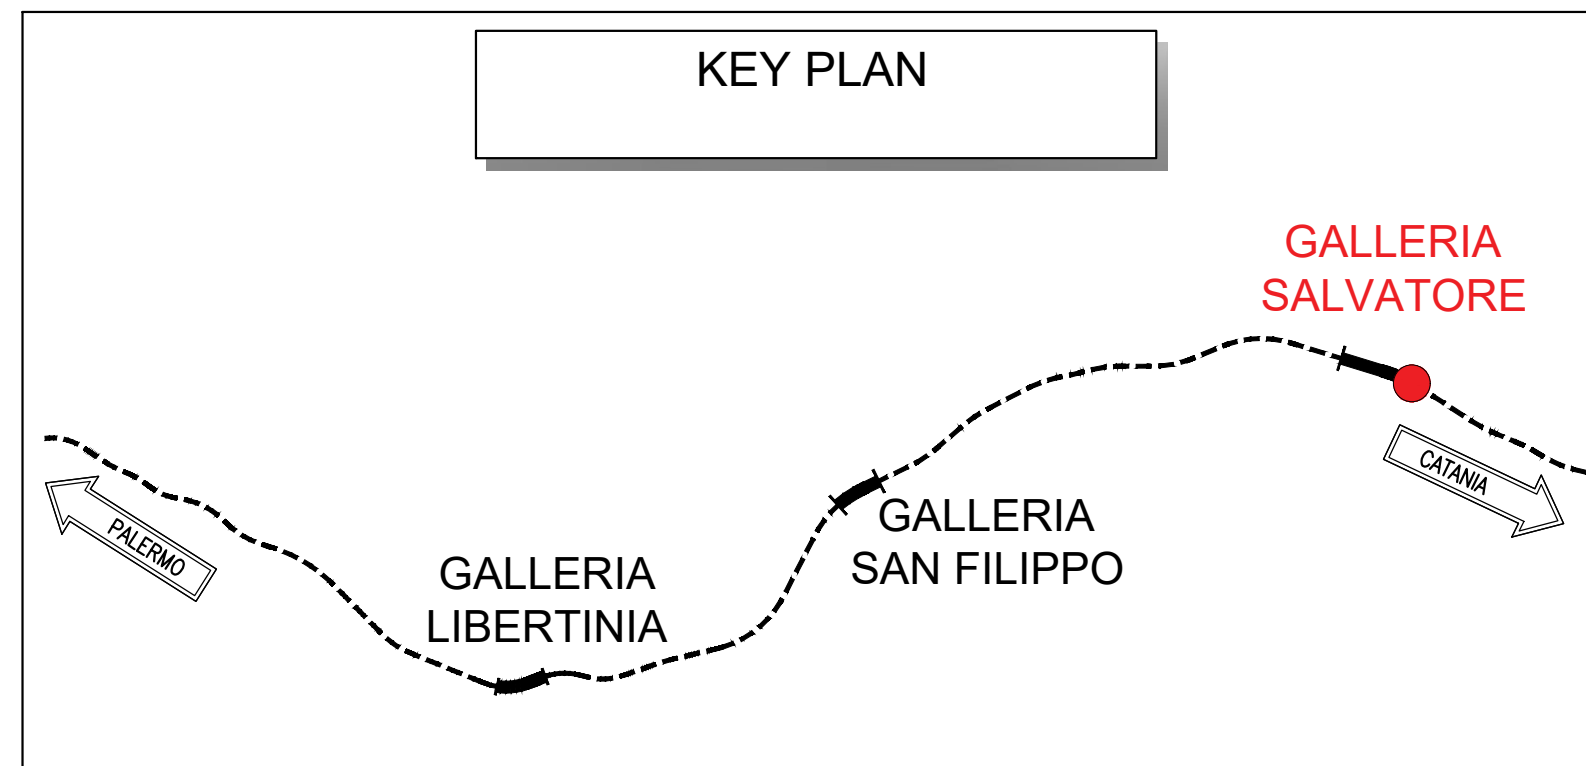 KEY PLAN
GALLERIA
SALVATORE
CATANIA
GALLERIA
SAN FILIPPO
PALERMO
GALLERIA
LIBERTINIA